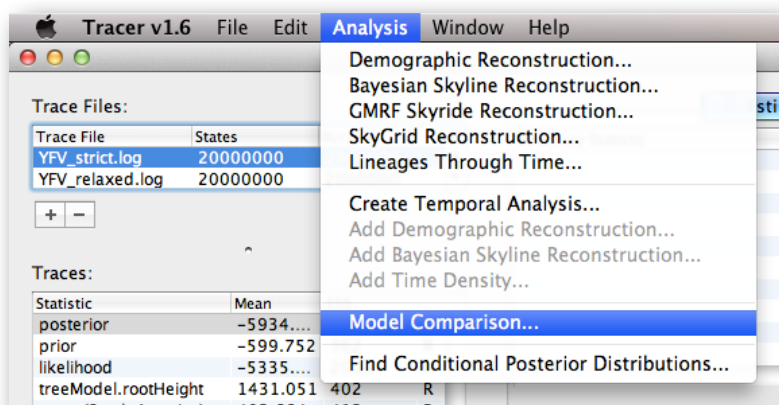 Tracer v1.6 File Edit Analysis Window Help
Demographic Reconstruction...
Bayesian Skyline Reconstruction...
GMRF Skyride Reconstruction...
SkyGrid Reconstruction...
Lineages Through Time...
Create Temporal Analysis...
Add Demographic Reconstruction...
Add Bayesian Skyline Reconstruction...
Add Time Density...
Model Comparison...
Find Conditional Posterior Distributions...
Trace Files:
Trace File States
YFV_strict.log 20000000
YFV_relaxed.log 20000000
+ −
Traces:
Statistic Mean
posterior -5934....
prior -599.752
likelihood -5335....
treeModel.rootHeight 1431.051 402 R